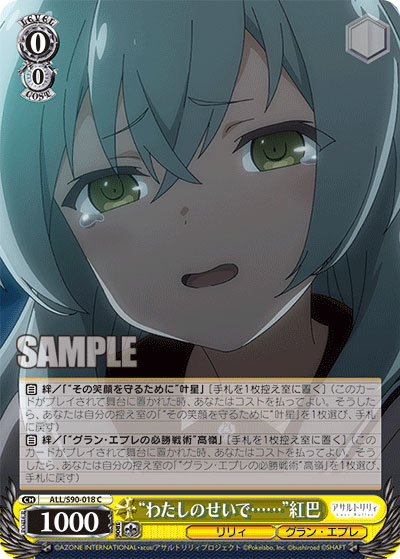 LEVEL
0
0
COST
SAMPLE
自 絆／「“その笑顔を守るために”叶星」 [手札を1枚控え室に置く] （このカー
ドがプレイされて舞台に置かれた時、あなたはコストを払ってよい。そうした
ら、あなたは自分の控え室の「“その笑顔を守るために”叶星」を1枚選び、手札
に戻す）
自 絆／「“グラン・エプレの必勝戦術”高嶺」 [手札を1枚控え室に置く] （この
カードがプレイされて舞台に置かれた時、あなたはコストを払ってよい。そう
したら、あなたは自分の控え室の「“グラン・エプレの必勝戦術”高嶺」を1枚選
び、手札に戻す）
CH ALL/S90-018 C
1000
“わたしのせいで……”紅巴
アサルトリリィ
リリィ
グラン・エプレ
©AZONE INTERNATIONAL・acus/アサルトリリィプロジェクト ©Pokelabo, Inc. ©bushiroad ©SHAFT